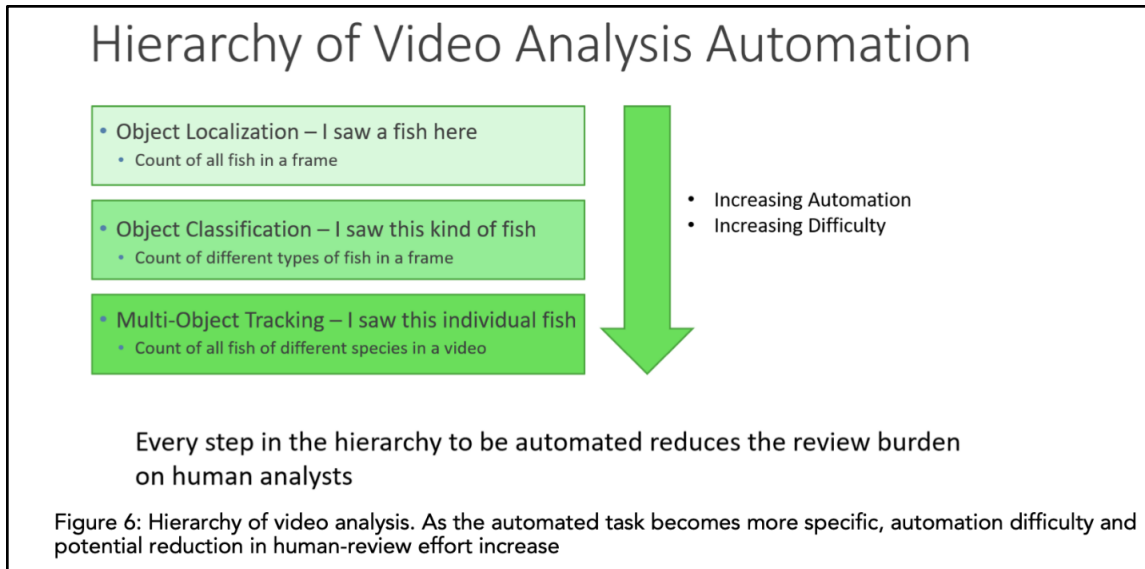 Hierarchy of Video Analysis Automation
• Object Localization – I saw a fish here
• Count of all fish in a frame
• Object Classification – I saw this kind of fish
• Count of different types of fish in a frame
• Multi-Object Tracking – I saw this individual fish
• Count of all fish of different species in a video
• Increasing Automation
• Increasing Difficulty
Every step in the hierarchy to be automated reduces the review burden
on human analysts
Figure 6: Hierarchy of video analysis. As the automated task becomes more specific, automation difficulty and
potential reduction in human-review effort increase